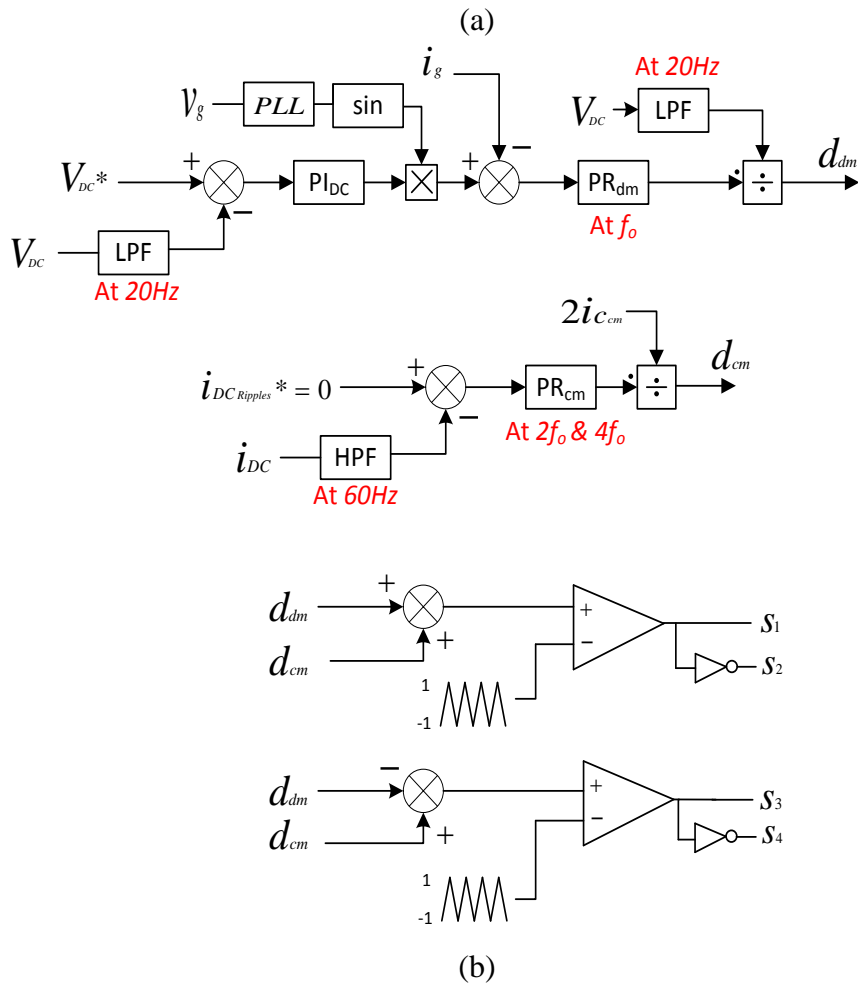 (a)
i_g
At 20Hz
v_g PLL sin
V_DC LPF
d_dm
V_DC* + PI_DC × + − PR_dm ÷
−
At f_o
V_DC LPF
At 20Hz
2i_Ccm
d_cm
i_DC Ripples* = 0 + PR_cm ÷
−
At 2f_o & 4f_o
i_DC HPF
At 60Hz
d_dm + + s_1
d_cm + − s_2
1
-1
d_dm − + s_3
d_cm + − s_4
1
-1
(b)